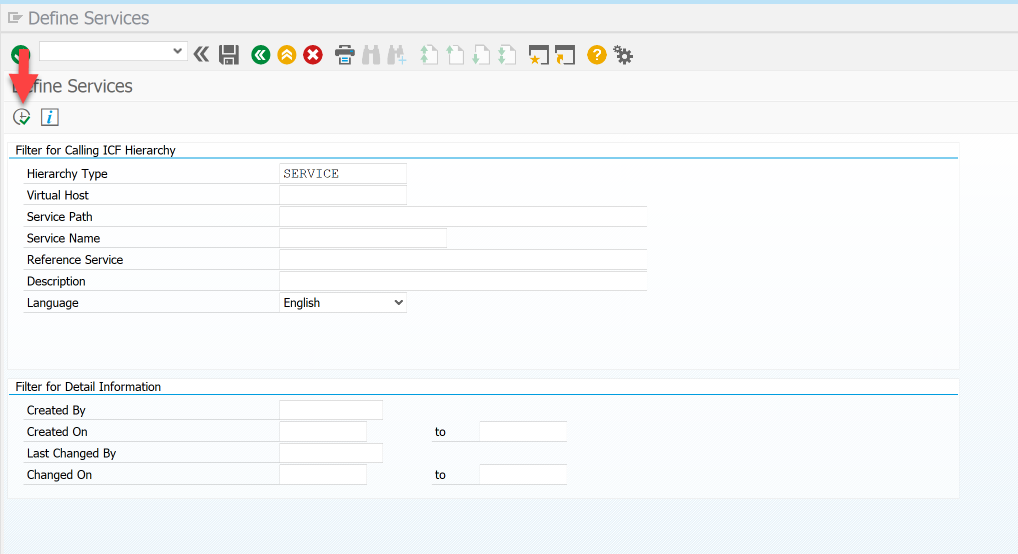 Define Services
Define Services
i
Filter for Calling ICF Hierarchy
Hierarchy Type SERVICE
Virtual Host
Service Path
Service Name
Reference Service
Description
Language English
Filter for Detail Information
Created By
Created On to
Last Changed By
Changed On to